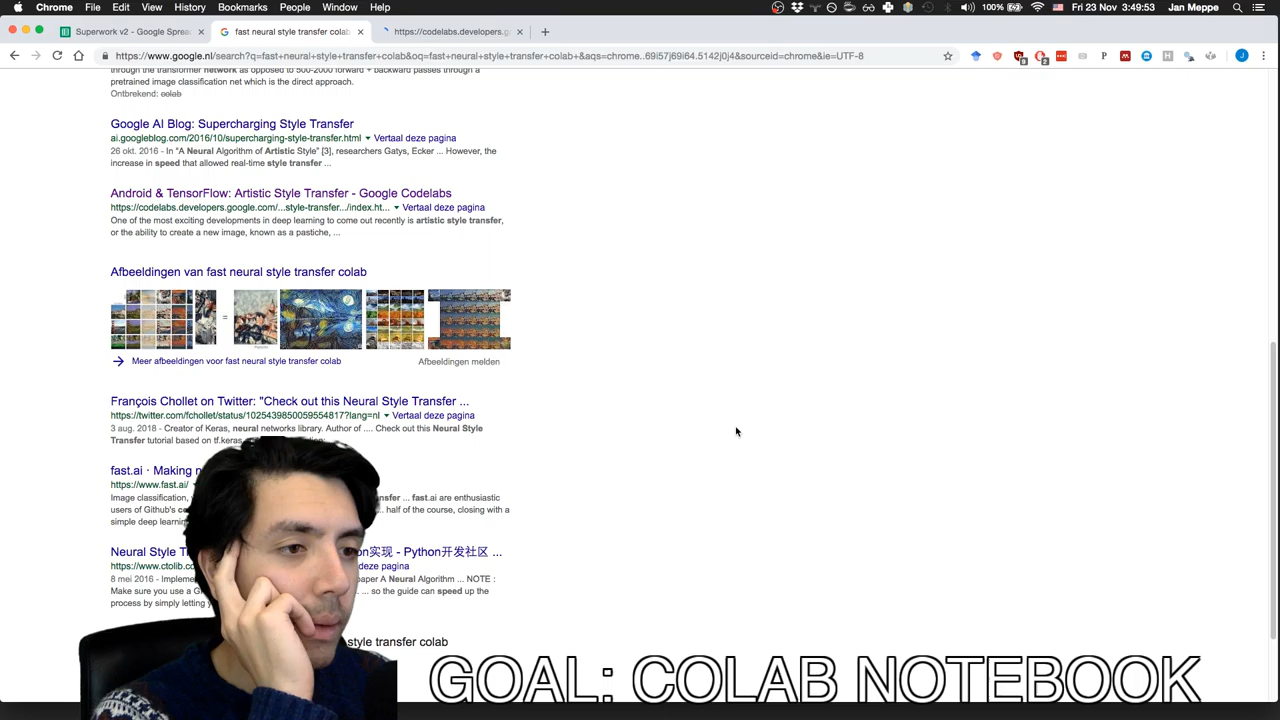 Chrome File Edit View History Bookmarks People Window Help 100% Fri 23 Nov 3:49:53 Jan Meppe
Superwork v2 - Google Sprea
fast neural style transfer colab
https://codelabs.developers.g
https://www.google.nl/search?q=fast+neural+style+transfer+colab&oq=fast+neural+style+transfer+colab+&aqs=chrome..69i57j69i64.5142j0j4&sourceid=chrome&ie=UTF-8
through the transformer network as opposed to 500-2000 forward + backward passes through a
pretrained image classification net which is the direct approach.
Ontbrekend: colab
Google AI Blog: Supercharging Style Transfer
ai.googleblog.com/2016/10/supercharging-style-transfer.html Vertaal deze pagina
26 okt. 2016 - In "A Neural Algorithm of Artistic Style" [3], researchers Gatys, Ecker ... However, the
increase in speed that allowed real-time style transfer ...
Android & TensorFlow: Artistic Style Transfer - Google Codelabs
https://codelabs.developers.google.com/...style-transfer.../index.ht... Vertaal deze pagina
One of the most exciting developments in deep learning to come out recently is artistic style transfer,
or the ability to create a new image, known as a pastiche, ...
Afbeeldingen van fast neural style transfer colab
=
Meer afbeeldingen voor fast neural style transfer colab Afbeeldingen melden
François Chollet on Twitter: "Check out this Neural Style Transfer ...
https://twitter.com/fchollet/status/1025439850059554817?lang=nl Vertaal deze pagina
3 aug. 2018 - Creator of Keras, neural networks library. Author of .... Check out this Neural Style
Transfer tutorial based on tf.keras
fast.ai · Making n
https://www.fast.ai/
Image classification, nsfer ... fast.ai are enthusiastic
users of Github's half of the course, closing with a
simple deep learnin
Neural Style T on实现 - Python开发社区 ...
https://www.ctolib.co deze pagina
8 mei 2016 - Impleme paper A Neural Algorithm ... NOTE :
Make sure you use a G ... so the guide can speed up the
process by simply letting
style transfer colab
GOAL: COLAB NOTEBOOK